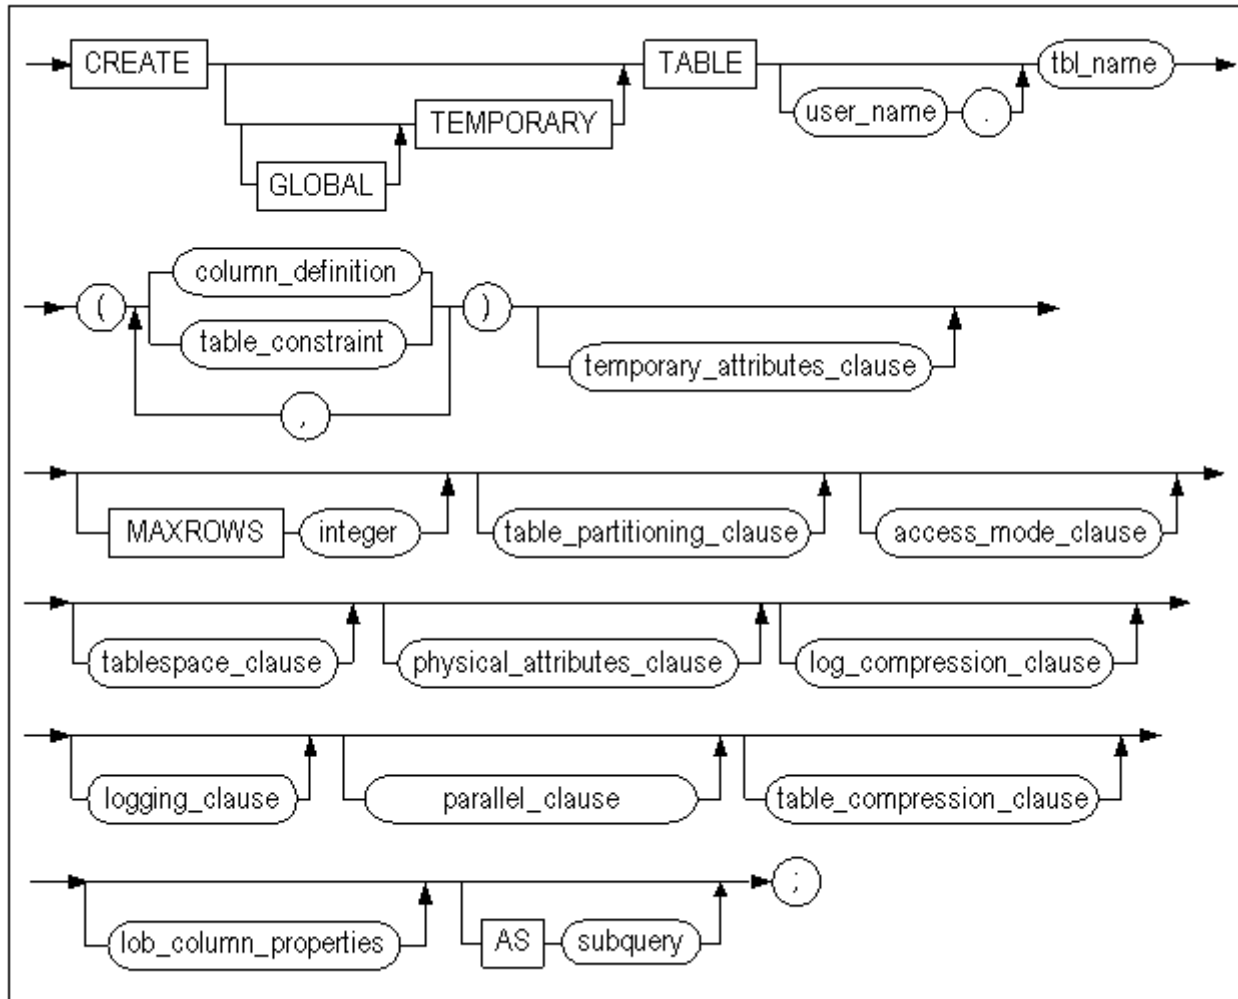 CREATE TABLE tbl_name
TEMPORARY user_name .
GLOBAL
( column_definition )
table_constraint
temporary_attributes_clause
,
MAXROWS integer table_partitioning_clause access_mode_clause
tablespace_clause physical_attributes_clause log_compression_clause
logging_clause parallel_clause table_compression_clause
;
lob_column_properties AS subquery